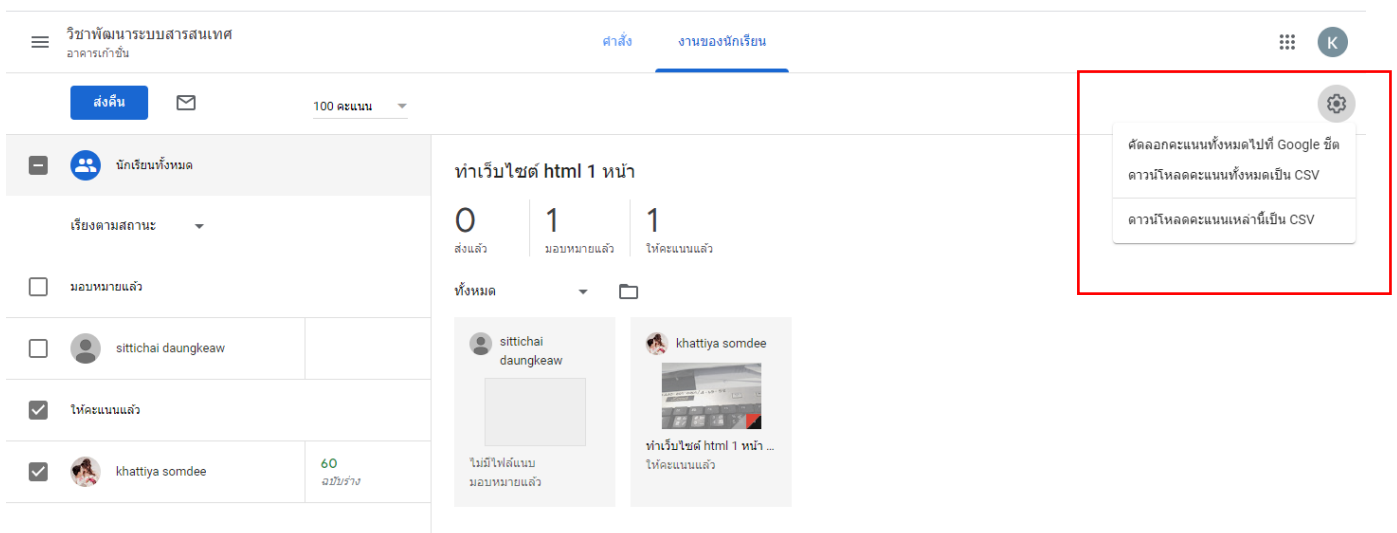 วิชาพัฒนาระบบสารสนเทศ
อาคารเก้าชั้น
คำสั่ง
งานของนักเรียน
K
ส่งคืน
100 คะแนน
คัดลอกคะแนนทั้งหมดไปที่ Google ชีต
ดาวน์โหลดคะแนนทั้งหมดเป็น CSV
ดาวน์โหลดคะแนนเหล่านี้เป็น CSV
นักเรียนทั้งหมด
เรียงตามสถานะ
มอบหมายแล้ว
sittichai daungkeaw
ให้คะแนนแล้ว
khattiya somdee
60
ฉบับร่าง
ทำเว็บไซต์ html 1 หน้า
0
ส่งแล้ว
1
มอบหมายแล้ว
1
ให้คะแนนแล้ว
ทั้งหมด
sittichai
daungkeaw
ไม่มีไฟล์แนบ
มอบหมายแล้ว
khattiya somdee
ทำเว็บไซต์ html 1 หน้า ...
ให้คะแนนแล้ว